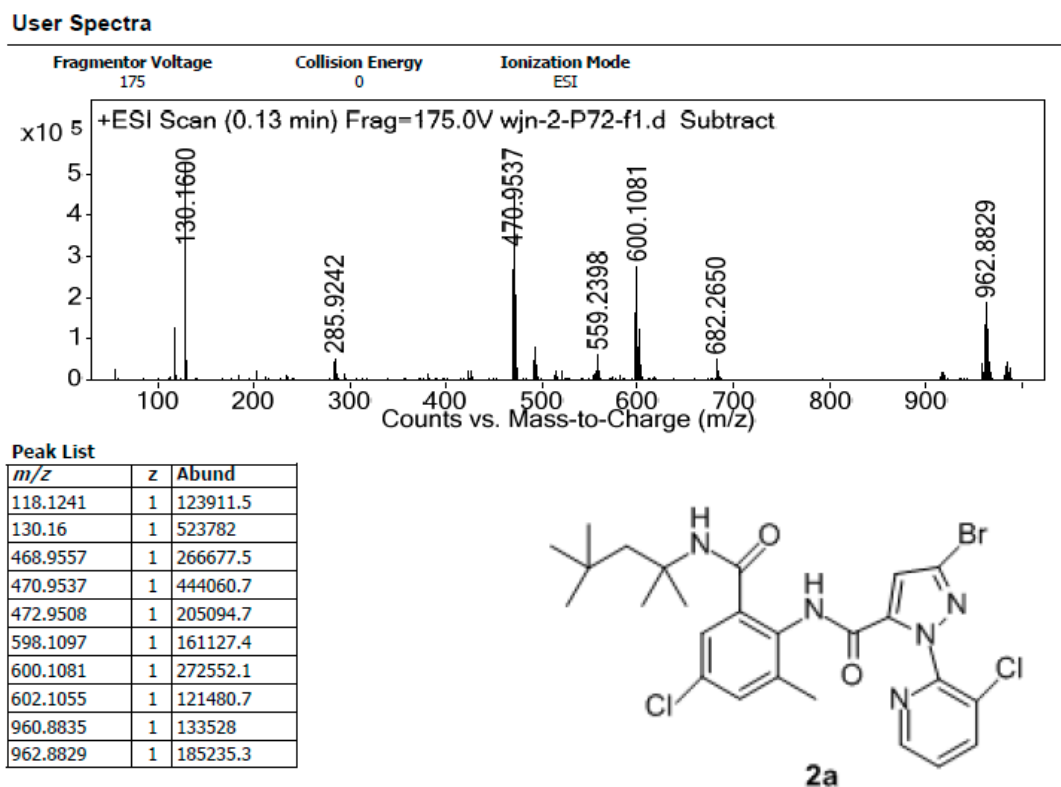 User Spectra
Fragmentor Voltage Collision Energy Ionization Mode
175 0 ESI
x10 5 +ESI Scan (0.13 min) Frag=175.0V wjn-2-P72-f1.d Subtract
5
4
3
2
1
0
130.1600
285.9242
470.9537
559.2398
600.1081
682.2650
962.8829
100 200 300 400 500 600 700 800 900
Counts vs. Mass-to-Charge (m/z)
Peak List
m/z z Abund
118.1241 1 123911.5
130.16 1 523782
468.9557 1 266677.5
470.9537 1 444060.7
472.9508 1 205094.7
598.1097 1 161127.4
600.1081 1 272552.1
602.1055 1 121480.7
960.8835 1 133528
962.8829 1 185235.3
H
N
O
H
N
Br
N
N
O
Cl
N
Cl
2a